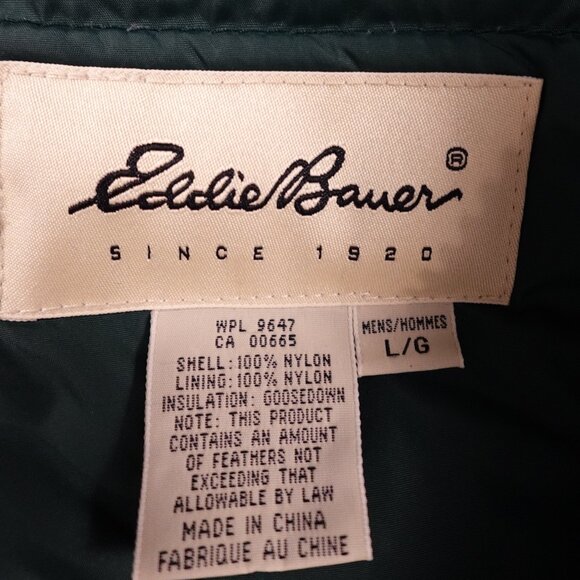 Eddie Bauer®
SINCE 1920
WPL 9647
CA 00665
SHELL:100% NYLON
LINING:100% NYLON
INSULATION: GOOSEDOWN
NOTE: THIS PRODUCT
CONTAINS AN AMOUNT
OF FEATHERS NOT
EXCEEDING THAT
ALLOWABLE BY LAW
MADE IN CHINA
FABRIQUE AU CHINE
MENS/HOMMES
L/G